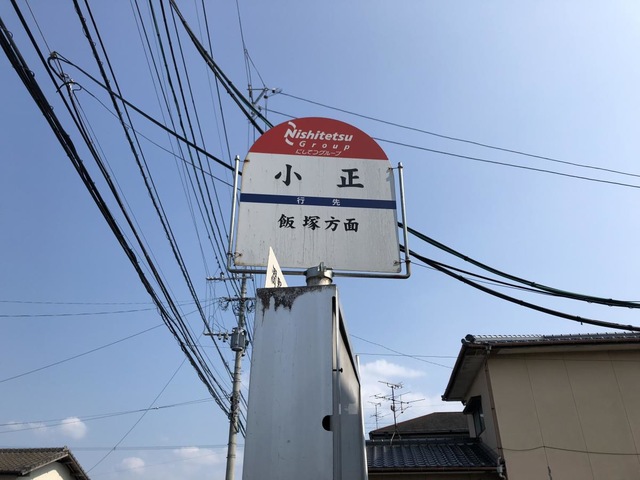 Nishitetsu
Group
にしてつグループ
小正
行先
飯塚方面